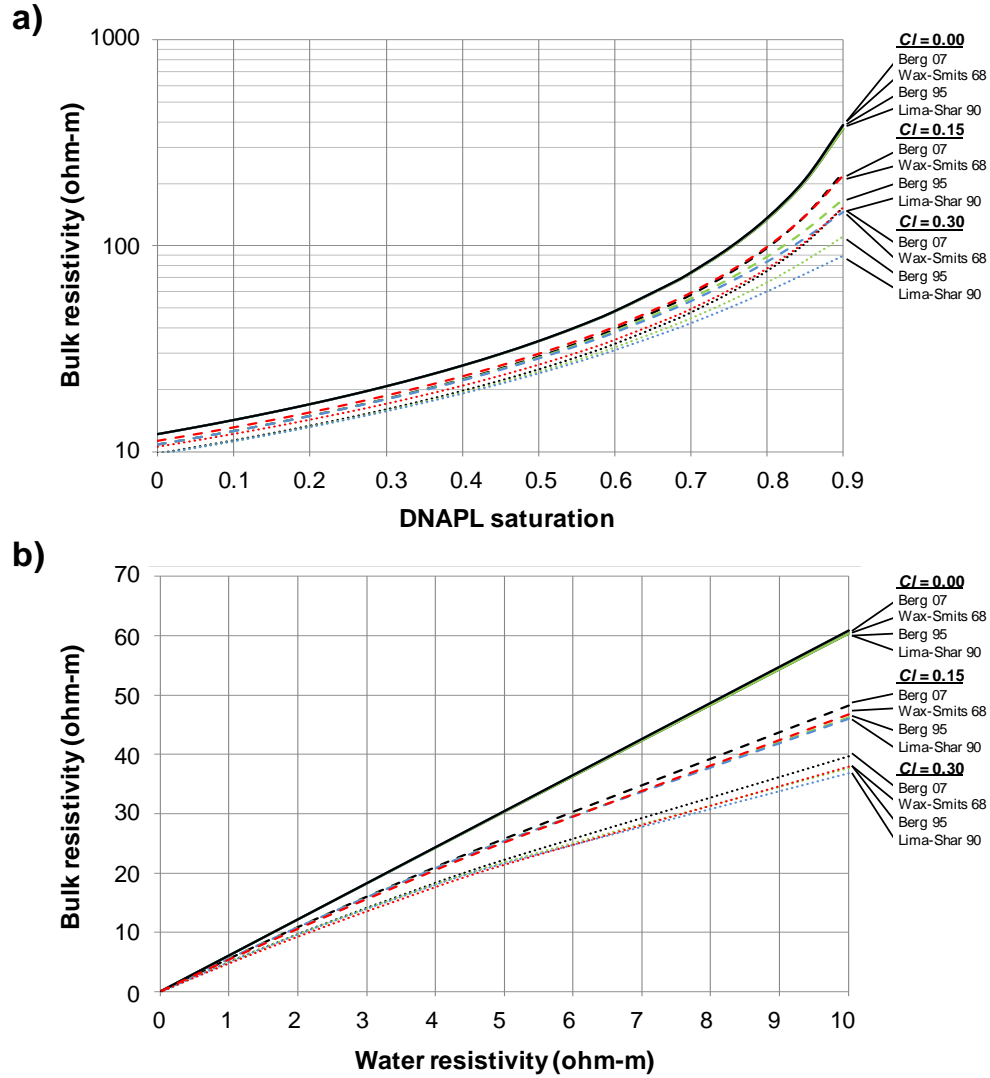 a)
1000
100
10
Bulk resistivity (ohm-m)
0 0.1 0.2 0.3 0.4 0.5 0.6 0.7 0.8 0.9
DNAPL saturation
Cl = 0.00
Berg 07
Wax-Smits 68
Berg 95
Lima-Shar 90
Cl = 0.15
Berg 07
Wax-Smits 68
Berg 95
Lima-Shar 90
Cl = 0.30
Berg 07
Wax-Smits 68
Berg 95
Lima-Shar 90
b)
70
60
50
40
30
20
10
0
Bulk resistivity (ohm-m)
0 1 2 3 4 5 6 7 8 9 10
Water resistivity (ohm-m)
Cl = 0.00
Berg 07
Wax-Smits 68
Berg 95
Lima-Shar 90
Cl = 0.15
Berg 07
Wax-Smits 68
Berg 95
Lima-Shar 90
Cl = 0.30
Berg 07
Wax-Smits 68
Berg 95
Lima-Shar 90